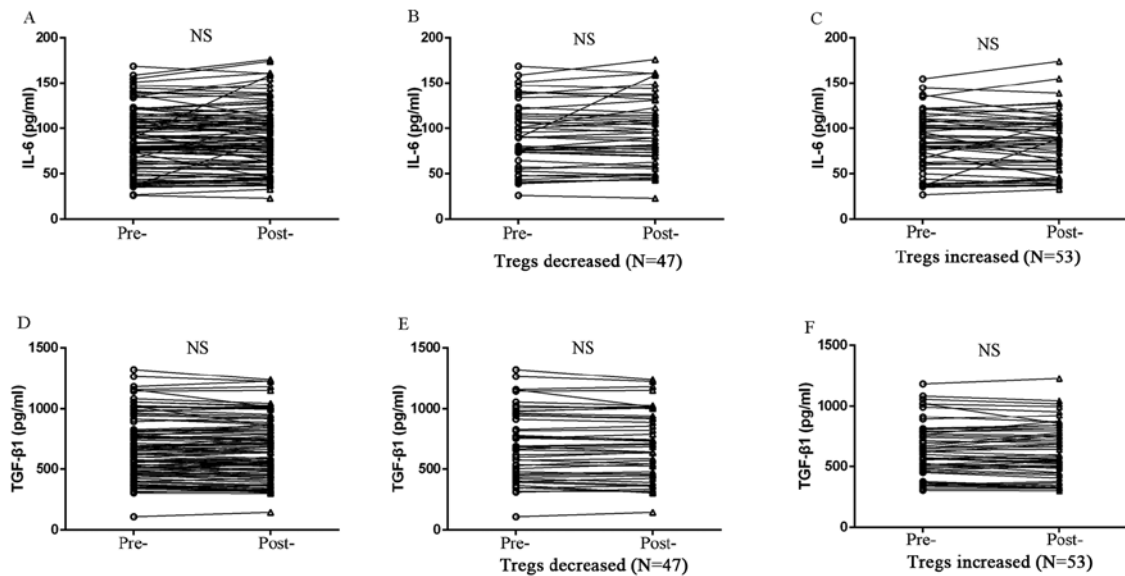 A
NS
200
150
100
50
0
IL-6 (pg/ml)
Pre-
Post-
B
NS
200
150
100
50
0
IL-6 (pg/ml)
Pre-
Post-
Tregs decreased (N=47)
C
NS
200
150
100
50
0
IL-6 (pg/ml)
Pre-
Post-
Tregs increased (N=53)
D
NS
1500
1000
500
0
TGF-β1 (pg/ml)
Pre-
Post-
E
NS
1500
1000
500
0
TGF-β1 (pg/ml)
Pre-
Post-
Tregs decreased (N=47)
F
NS
1500
1000
500
0
TGF-β1 (pg/ml)
Pre-
Post-
Tregs increased (N=53)